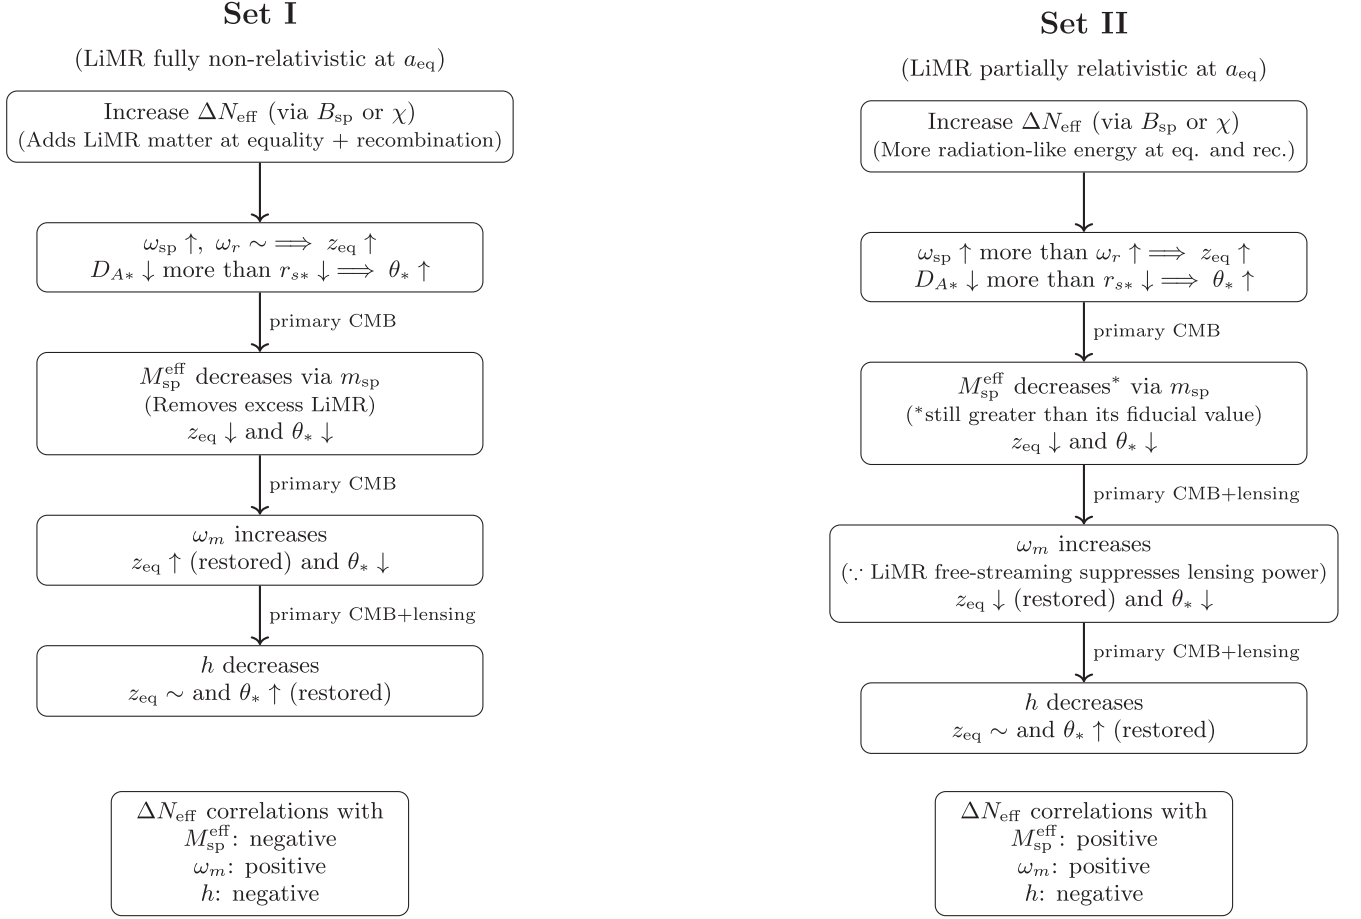 Set I
(LiMR fully non-relativistic at a_eq)
Increase ΔN_eff (via B_sp or χ)
(Adds LiMR matter at equality + recombination)
ω_sp ↑, ω_r ∼ ⟹ z_eq ↑
D_A* ↓ more than r_s* ↓ ⟹ θ_* ↑
primary CMB
M_sp^eff decreases via m_sp
(Removes excess LiMR)
z_eq ↓ and θ_* ↓
primary CMB
ω_m increases
z_eq ↑ (restored) and θ_* ↓
primary CMB+lensing
h decreases
z_eq ∼ and θ_* ↑ (restored)
ΔN_eff correlations with
M_sp^eff: negative
ω_m: positive
h: negative
Set II
(LiMR partially relativistic at a_eq)
Increase ΔN_eff (via B_sp or χ)
(More radiation-like energy at eq. and rec.)
ω_sp ↑ more than ω_r ↑ ⟹ z_eq ↑
D_A* ↓ more than r_s* ↓ ⟹ θ_* ↑
primary CMB
M_sp^eff decreases* via m_sp
(*still greater than its fiducial value)
z_eq ↓ and θ_* ↓
primary CMB+lensing
ω_m increases
(∵ LiMR free-streaming suppresses lensing power)
z_eq ↓ (restored) and θ_* ↓
primary CMB+lensing
h decreases
z_eq ∼ and θ_* ↑ (restored)
ΔN_eff correlations with
M_sp^eff: positive
ω_m: positive
h: negative